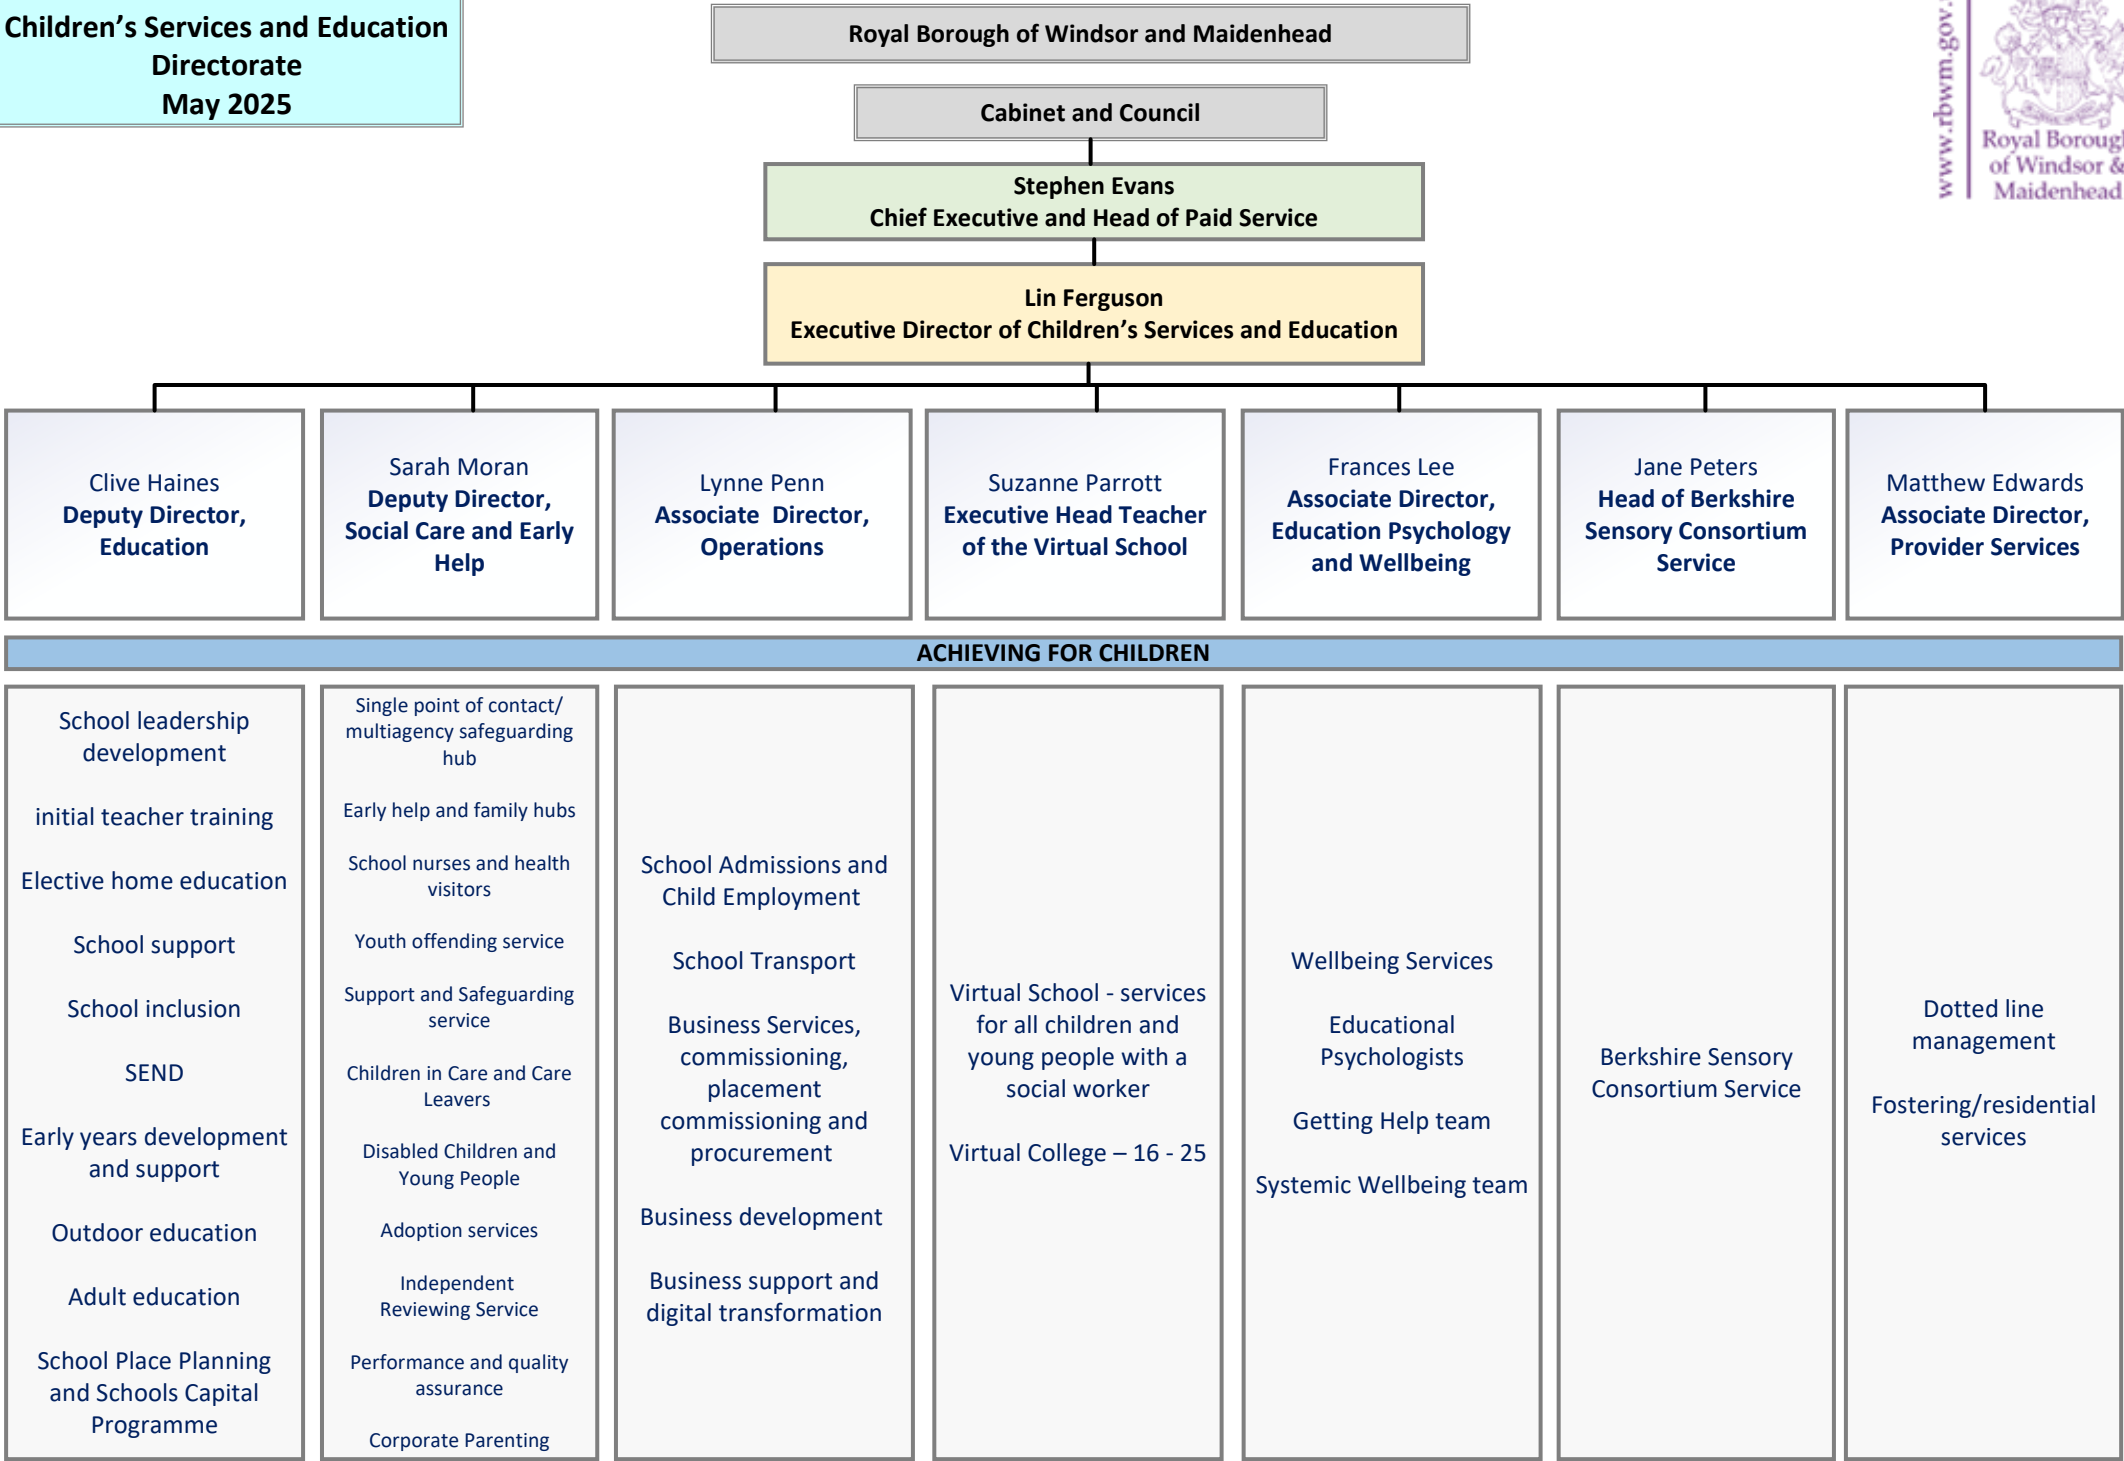 Children’s Services and Education
Directorate
May 2025
Royal Borough of Windsor and Maidenhead
www.rbwm.gov.
Royal Borough
of Windsor &
Maidenhead
Cabinet and Council
Stephen Evans
Chief Executive and Head of Paid Service
Lin Ferguson
Executive Director of Children’s Services and Education
Clive Haines
Deputy Director,
Education
Sarah Moran
Deputy Director,
Social Care and Early
Help
Lynne Penn
Associate  Director,
Operations
Suzanne Parrott
Executive Head Teacher
of the Virtual School
Frances Lee
Associate Director,
Education Psychology
and Wellbeing
Jane Peters
Head of Berkshire
Sensory Consortium
Service
Matthew Edwards
Associate Director,
Provider Services
ACHIEVING FOR CHILDREN
School leadership
development
initial teacher training
Elective home education
School support
School inclusion
SEND
Early years development
and support
Outdoor education
Adult education
School Place Planning
and Schools Capital
Programme
Single point of contact/
multiagency safeguarding
hub
Early help and family hubs
School nurses and health
visitors
Youth offending service
Support and Safeguarding
service
Children in Care and Care
Leavers
Disabled Children and
Young People
Adoption services
Independent
Reviewing Service
Performance and quality
assurance
Corporate Parenting
School Admissions and
Child Employment
School Transport
Business Services,
commissioning,
placement
commissioning and
procurement
Business development
Business support and
digital transformation
Virtual School - services
for all children and
young people with a
social worker
Virtual College – 16 - 25
Wellbeing Services
Educational
Psychologists
Getting Help team
Systemic Wellbeing team
Berkshire Sensory
Consortium Service
Dotted line
management
Fostering/residential
services